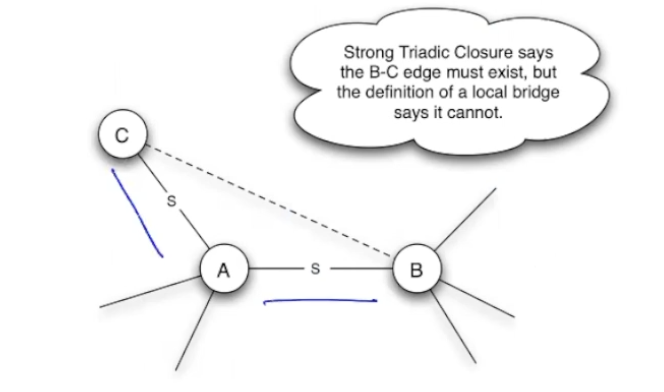 Strong Triadic Closure says
the B-C edge must exist, but
the definition of a local bridge
says it cannot.
C
S
A
S
B